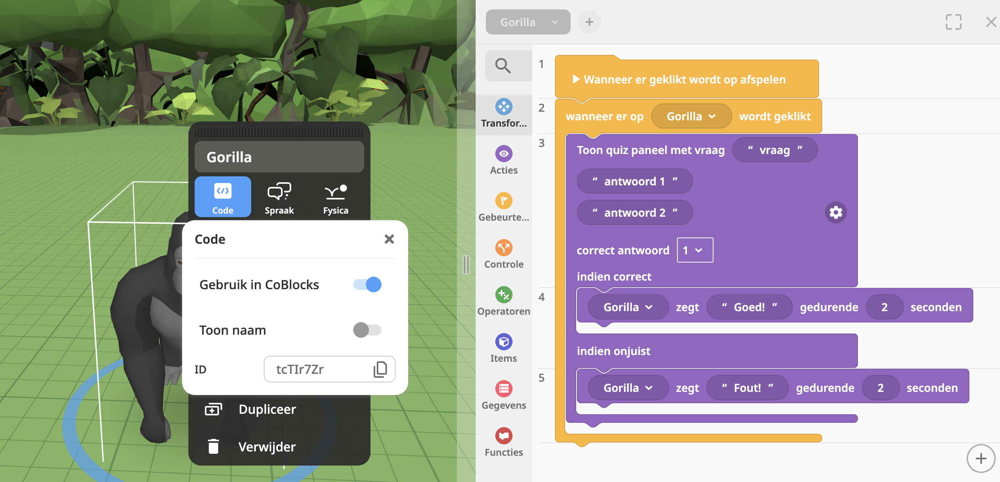 Gorilla
Code
Spraak
Fysica
Code
Gebruik in CoBlocks
Toon naam
ID
tcTIr7Zr
Dupliceer
Verwijder
Gorilla
Transfor...
Acties
Gebeurte...
Controle
Operatoren
Items
Gegevens
Functies
1
Wanneer er geklikt wordt op afspelen
2
wanneer er op Gorilla wordt geklikt
3
Toon quiz paneel met vraag “ vraag ”
“ antwoord 1 ”
“ antwoord 2 ”
correct antwoord 1
indien correct
4
Gorilla zegt “ Goed! ” gedurende 2 seconden
indien onjuist
5
Gorilla zegt “ Fout! ” gedurende 2 seconden